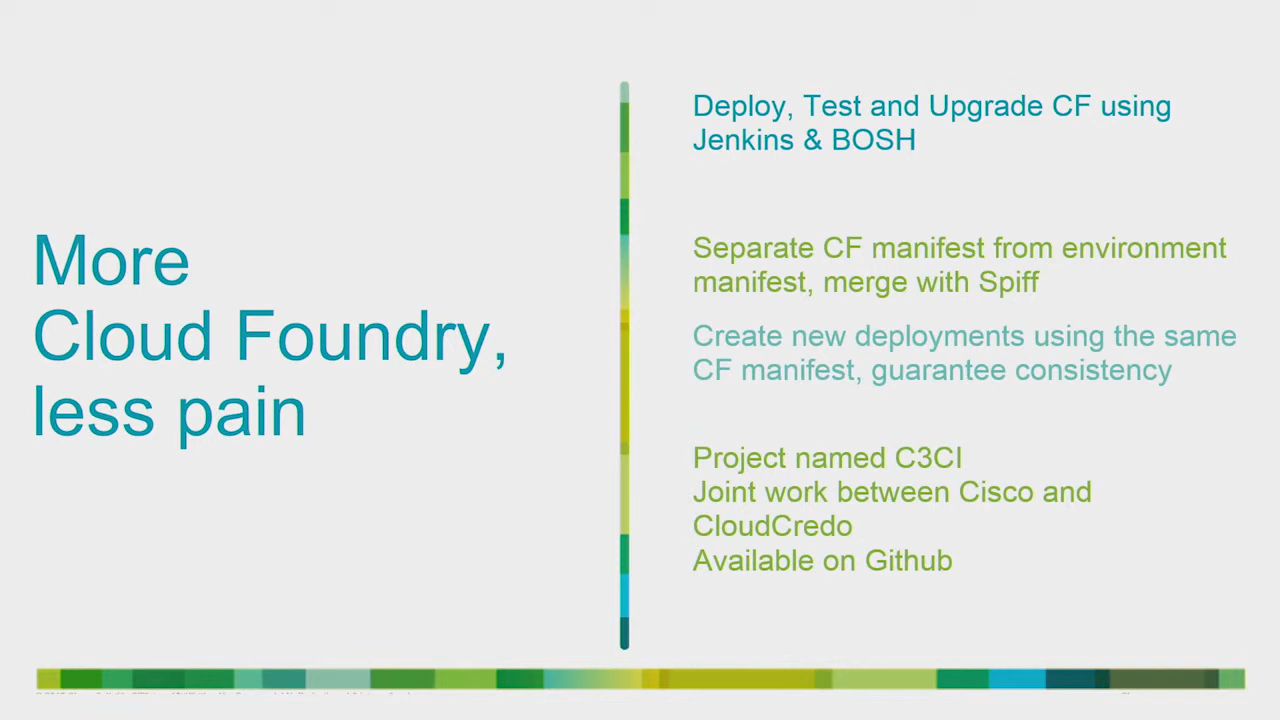 More
Cloud Foundry,
less pain
Deploy, Test and Upgrade CF using
Jenkins & BOSH
Separate CF manifest from environment
manifest, merge with Spiff
Create new deployments using the same
CF manifest, guarantee consistency
Project named C3CI
Joint work between Cisco and
CloudCredo
Available on Github